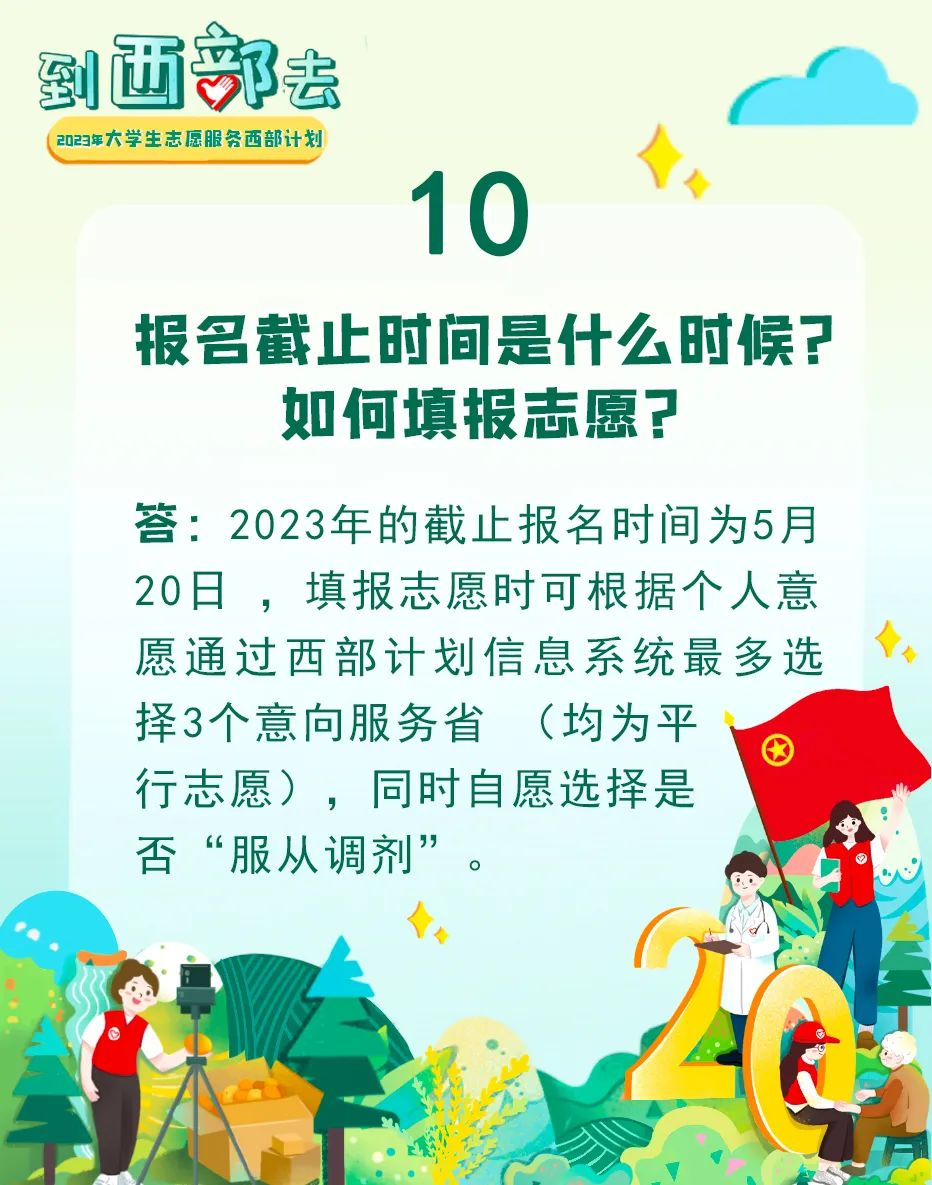 到西部去
2023年大学生志愿服务西部计划
10
报名截止时间是什么时候?
如何填报志愿?
答：2023年的截止报名时间为5月
20日 ，填报志愿时可根据个人意
愿通过西部计划信息系统最多选
择3个意向服务省 （均为平
行志愿），同时自愿选择是
否“服从调剂”。
20